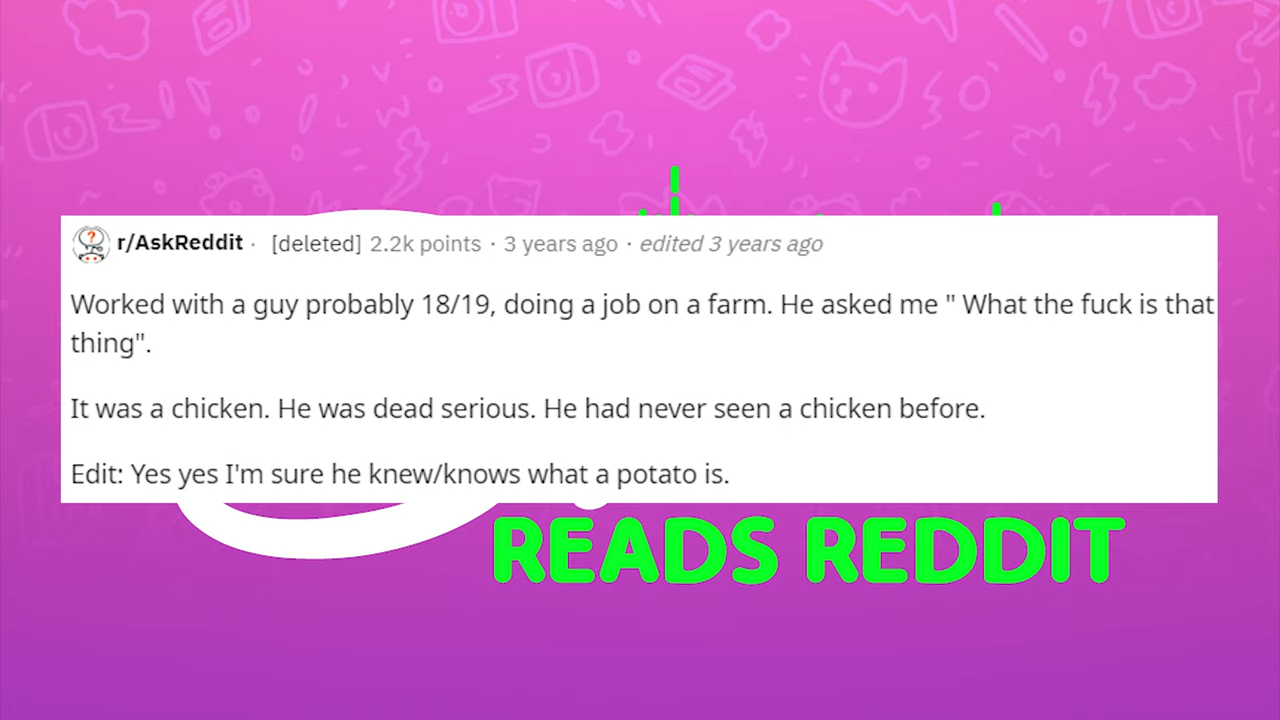 r/AskReddit · [deleted] 2.2k points · 3 years ago · edited 3 years ago
Worked with a guy probably 18/19, doing a job on a farm. He asked me " What the fuck is that
thing".
It was a chicken. He was dead serious. He had never seen a chicken before.
Edit: Yes yes I'm sure he knew/knows what a potato is.
READS REDDIT